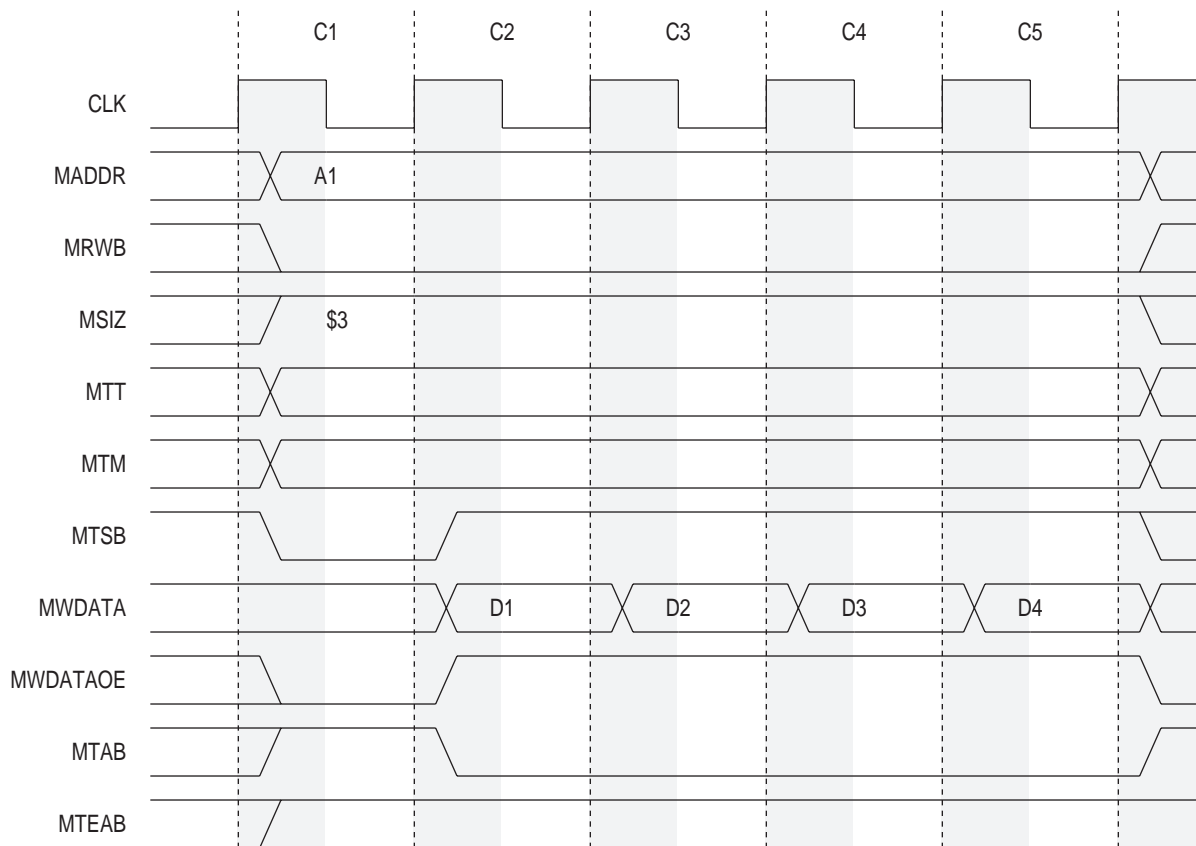 C1 C2 C3 C4 C5
CLK
MADDR A1
MRWB
MSIZ $3
MTT
MTM
MTSB
MWDATA D1 D2 D3 D4
MWDATAOE
MTAB
MTEAB